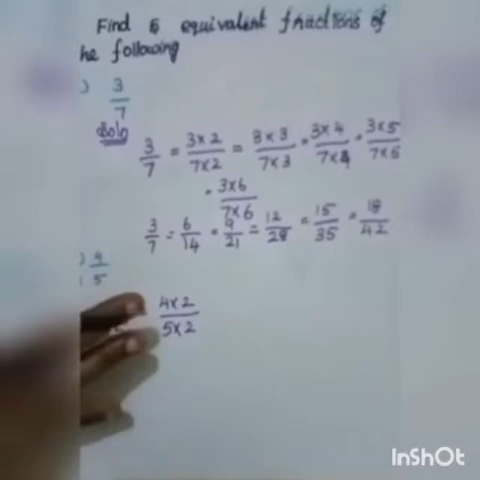 Find 5 equivalent fractions of
he following
) 3/7
Soln
3/7 = 3×2/7×2 = 3×3/7×3 = 3×4/7×4 = 3×5/7×5
= 3×6/7×6
3/7 = 6/14 = 9/21 = 12/28 = 15/35 = 18/42
) 4/5
4×2/5×2
InShOt